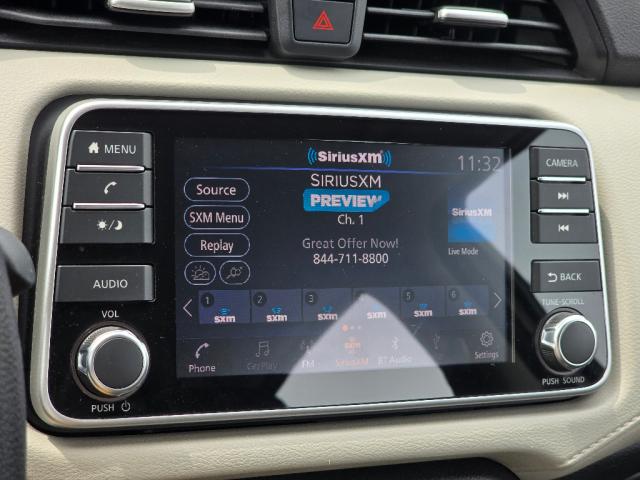 MENU
AUDIO
VOL
PUSH
SiriusXM
11:32
Source
SXM Menu
Replay
SIRIUSXM
PREVIEW
Ch. 1
Great Offer Now!
844-711-8800
SiriusXM
Live Mode
1 2 3 4 5 6
sxm sxm sxm sxm sxm sxm
Phone CarPlay FM SiriusXM BT Audio Settings
CAMERA
BACK
TUNE·SCROLL
PUSH SOUND